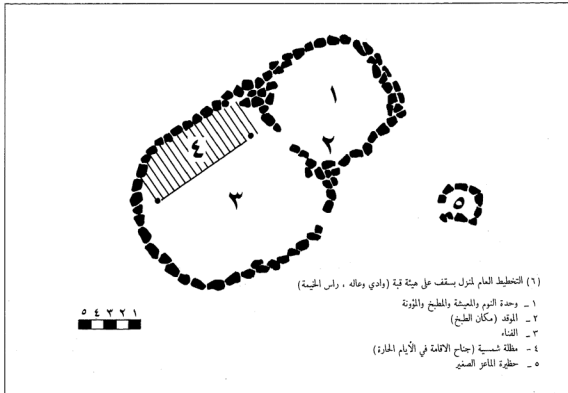 ١
٢
٣
٤
٥
(٦) التخطيط العام لمنزل بسقف على هيئة قبة (وادي وعاله ، راس الخيمة)
١ ـ وحدة النوم والمعيشة والمطبخ والمؤونة
٢ ـ الموقد (مكان الطبخ)
٣ ـ الفناء
٤ - مظلة شمسية (جناح الاقامة في الأيام الحارة)
٥ ـ حظيرة الماعز الصغير
٥ ٤ ٣ ٢ ١